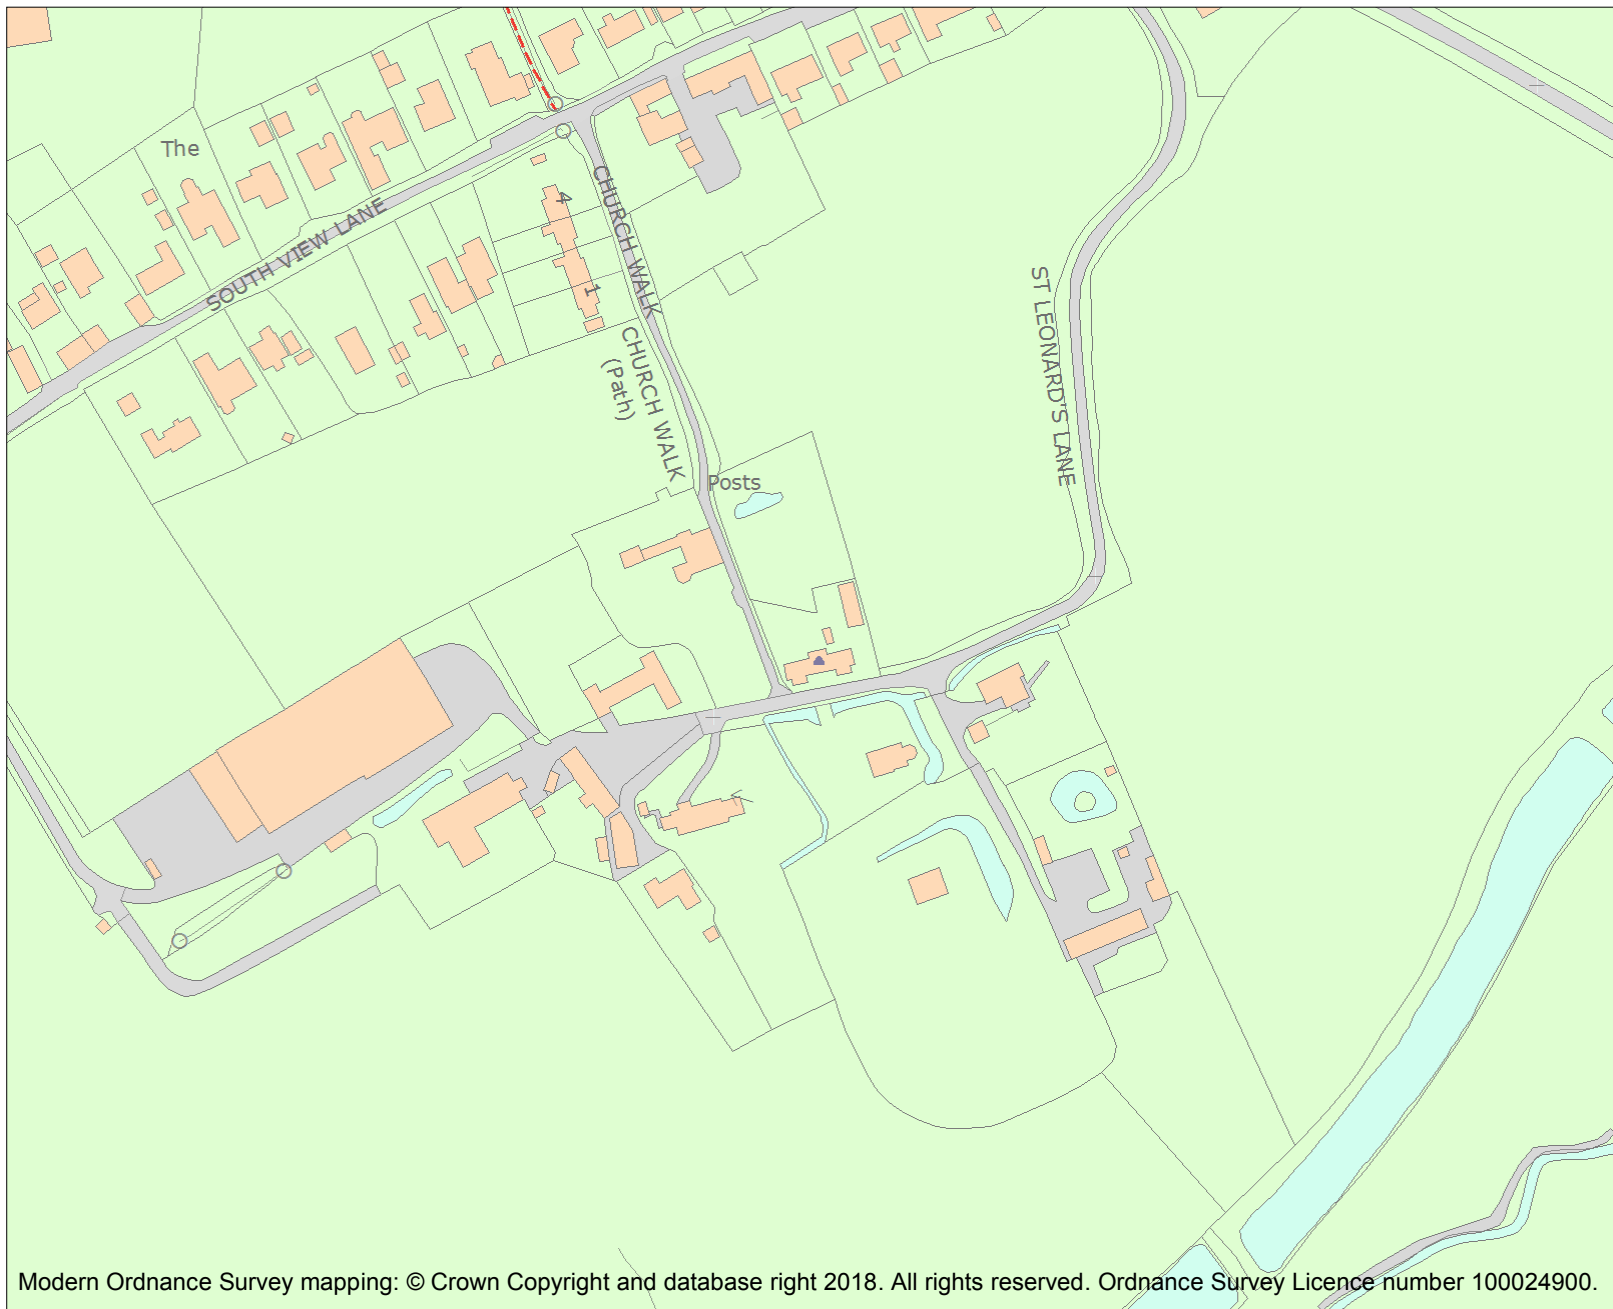 The
SOUTH VIEW LANE
4
CHURCH WALK
1
CHURCH WALK
(Path)
ST LEONARD'S LANE
Posts
Modern Ordnance Survey mapping: © Crown Copyright and database right 2018. All rights reserved. Ordnance Survey Licence number 100024900.